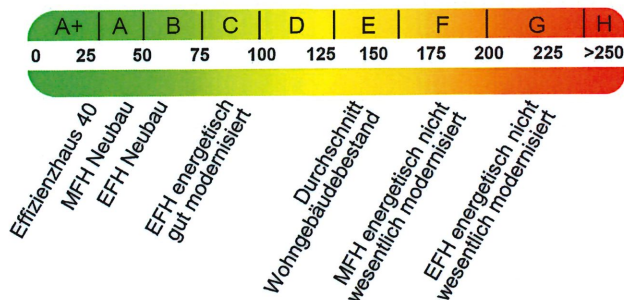 A+ A B C D E F G H
0 25 50 75 100 125 150 175 200 225 >250
Effizienzhaus 40
MFH Neubau
EFH Neubau
EFH energetisch
gut modernisiert
Durchschnitt
Wohngebäudebestand
MFH energetisch nicht
wesentlich modernisiert
EFH energetisch nicht
wesentlich modernisiert